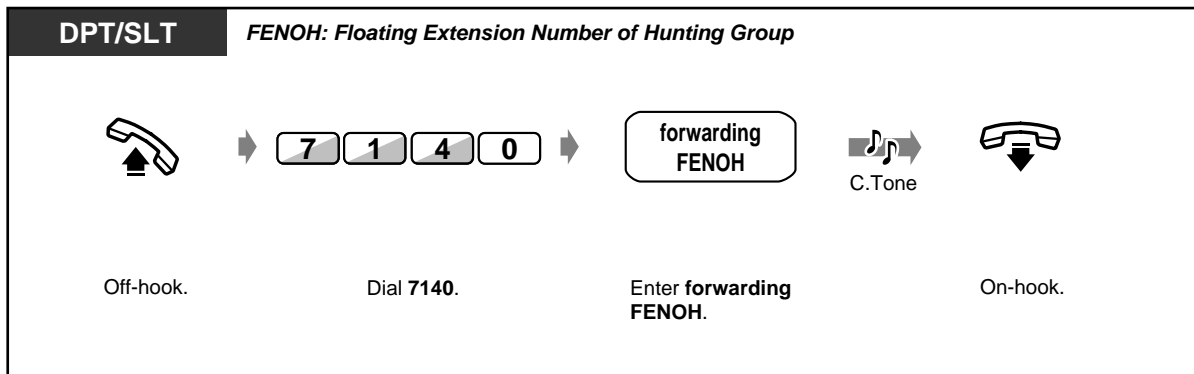 DPT/SLT
FENOH: Floating Extension Number of Hunting Group
7 1 4 0
forwarding
FENOH
C.Tone
Off-hook.
Dial 7140.
Enter forwarding
FENOH.
On-hook.